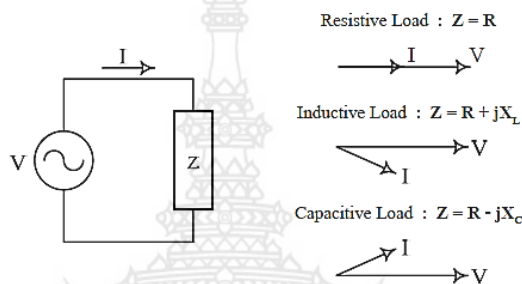 I
V
Z
Resistive Load : Z = R
I V
Inductive Load : Z = R + jX_L
V
I
Capacitive Load : Z = R - jX_C
I
V